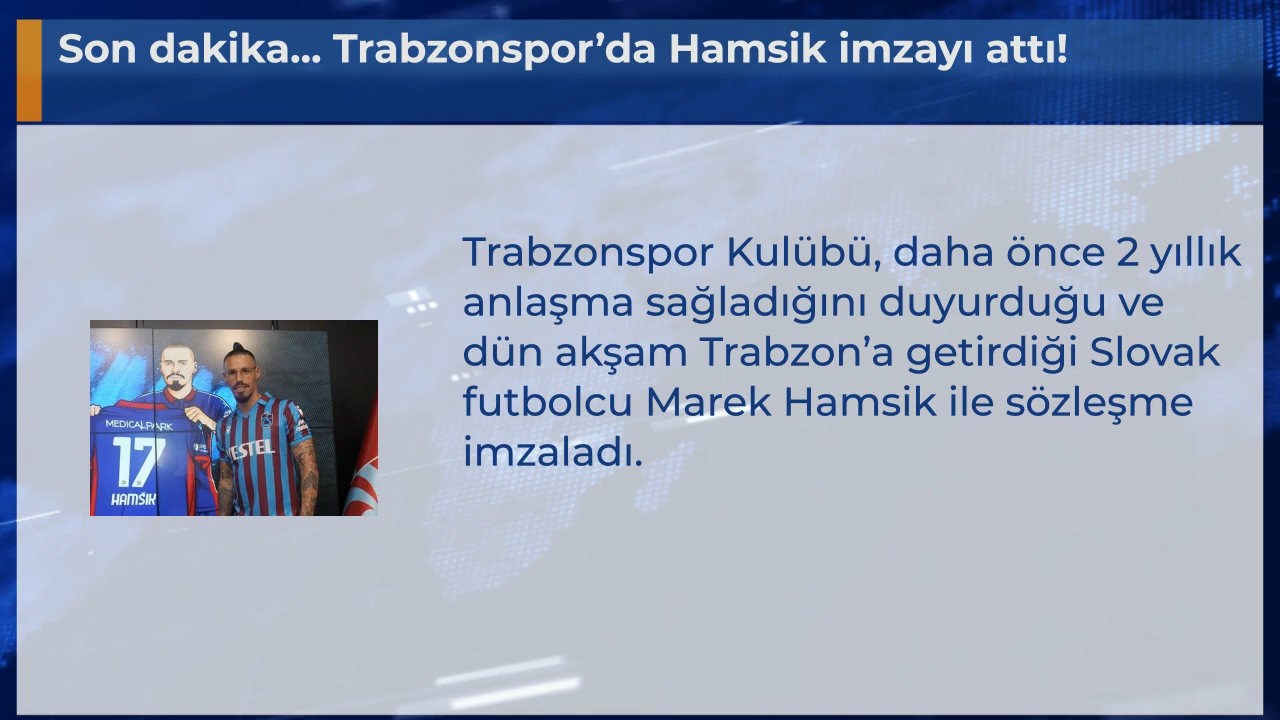 Son dakika... Trabzonspor’da Hamsik imzayı attı!
Trabzonspor Kulübü, daha önce 2 yıllık
anlaşma sağladığını duyurduğu ve
dün akşam Trabzon’a getirdiği Slovak
futbolcu Marek Hamsik ile sözleşme
imzaladı.
MEDICALPARK
17
HAMŠIK
VESTEL